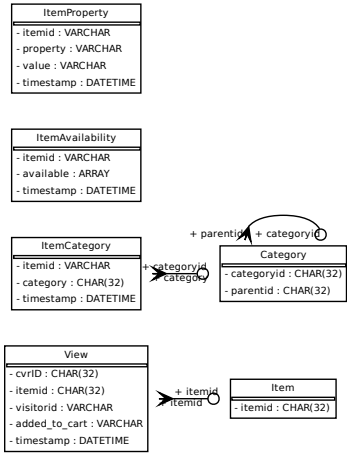 ItemProperty
- itemid : VARCHAR
- property : VARCHAR
- value : VARCHAR
- timestamp : DATETIME
ItemAvailability
- itemid : VARCHAR
- available : ARRAY
- timestamp : DATETIME
+ parentid
+ categoryid
ItemCategory
- itemid : VARCHAR
- category : CHAR(32)
- timestamp : DATETIME
+ categoryid
+ category
Category
- categoryid : CHAR(32)
- parentid : CHAR(32)
View
- cvrID : CHAR(32)
- itemid : CHAR(32)
- visitorid : VARCHAR
- added_to_cart : VARCHAR
- timestamp : DATETIME
+ itemid
+ itemid
Item
- itemid : CHAR(32)